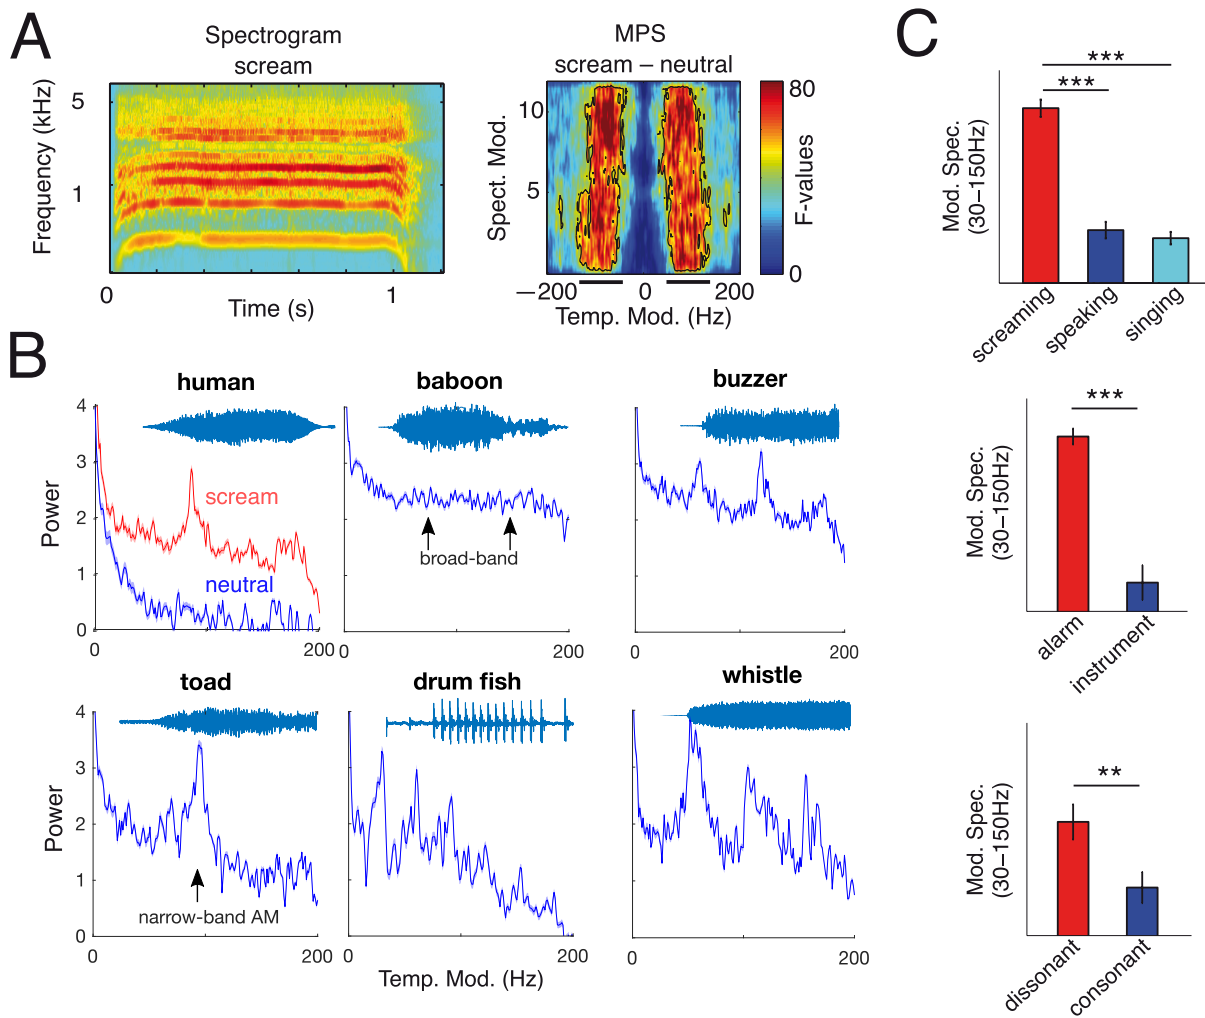 A
Spectrogram
scream
Frequency (kHz)
5
1
0
1
Time (s)
MPS
scream – neutral
Spect. Mod.
10
5
−200
0
200
Temp. Mod. (Hz)
80
0
F-values
B
human
4
3
2
1
0
Power
scream
neutral
0
200
baboon
broad-band
0
200
buzzer
0
200
toad
4
3
2
1
0
Power
narrow-band AM
0
200
drum fish
0
200
Temp. Mod. (Hz)
whistle
0
200
C
Mod. Spec.
(30–150Hz)
***
***
screaming
speaking
singing
Mod. Spec.
(30–150Hz)
***
alarm
instrument
Mod. Spec.
(30–150Hz)
**
dissonant
consonant